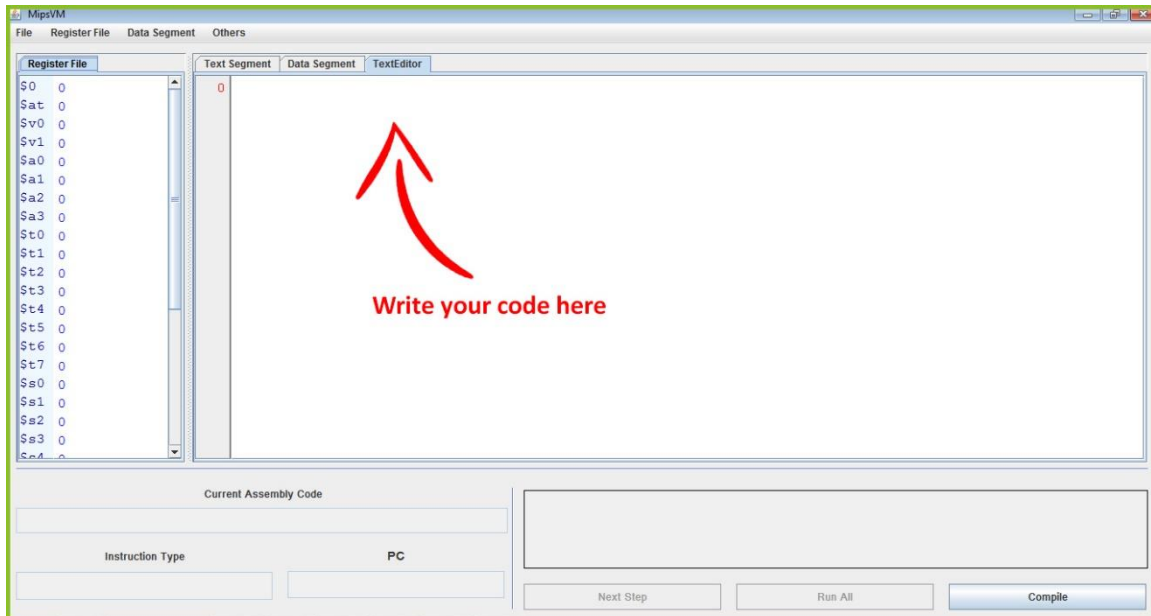 MipsVM
File Register File Data Segment Others
Register File
Text Segment Data Segment TextEditor
$0 0
$at 0
$v0 0
$v1 0
$a0 0
$a1 0
$a2 0
$a3 0
$t0 0
$t1 0
$t2 0
$t3 0
$t4 0
$t5 0
$t6 0
$t7 0
$s0 0
$s1 0
$s2 0
$s3 0
$s4 0
0
Write your code here
Current Assembly Code
Instruction Type
PC
Next Step
Run All
Compile